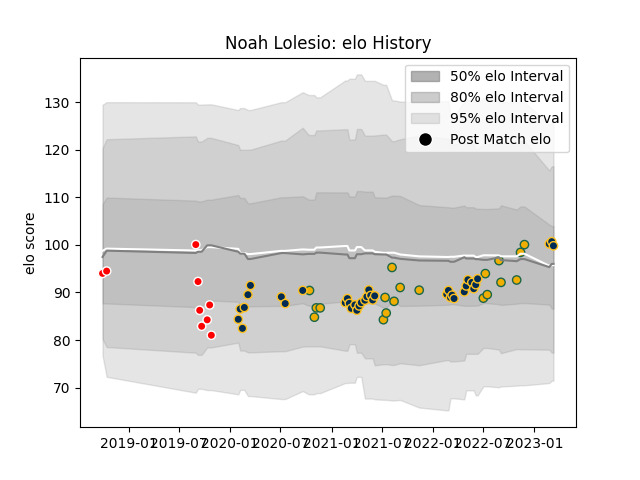 Noah Lolesio: elo History
50% elo Interval
80% elo Interval
95% elo Interval
Post Match elo
elo score
130
120
110
100
90
80
70
2019-01 2019-07 2020-01 2020-07 2021-01 2021-07 2022-01 2022-07 2023-01